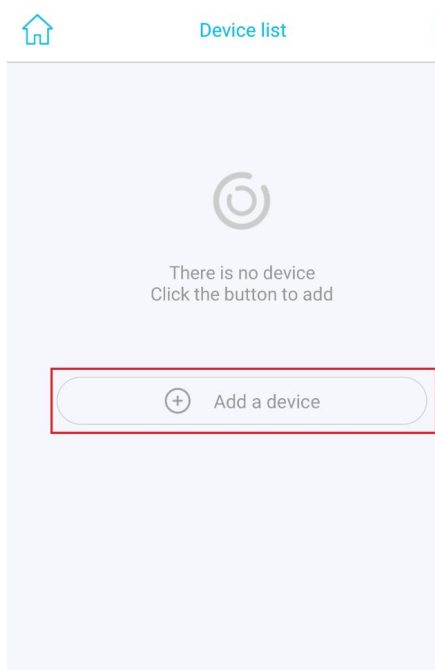 Device list
There is no device
Click the button to add
Add a device